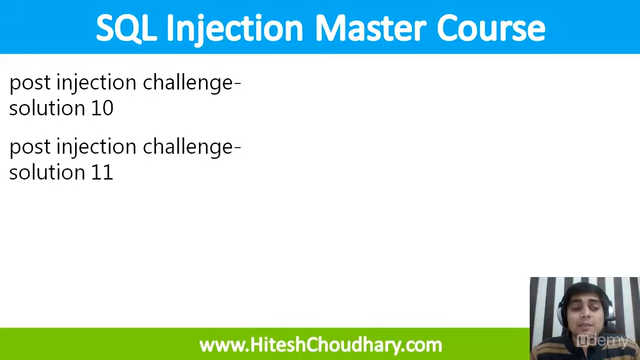 SQL Injection Master Course
post injection challenge-
solution 10
post injection challenge-
solution 11
www.HiteshChoudhary.com
udemy